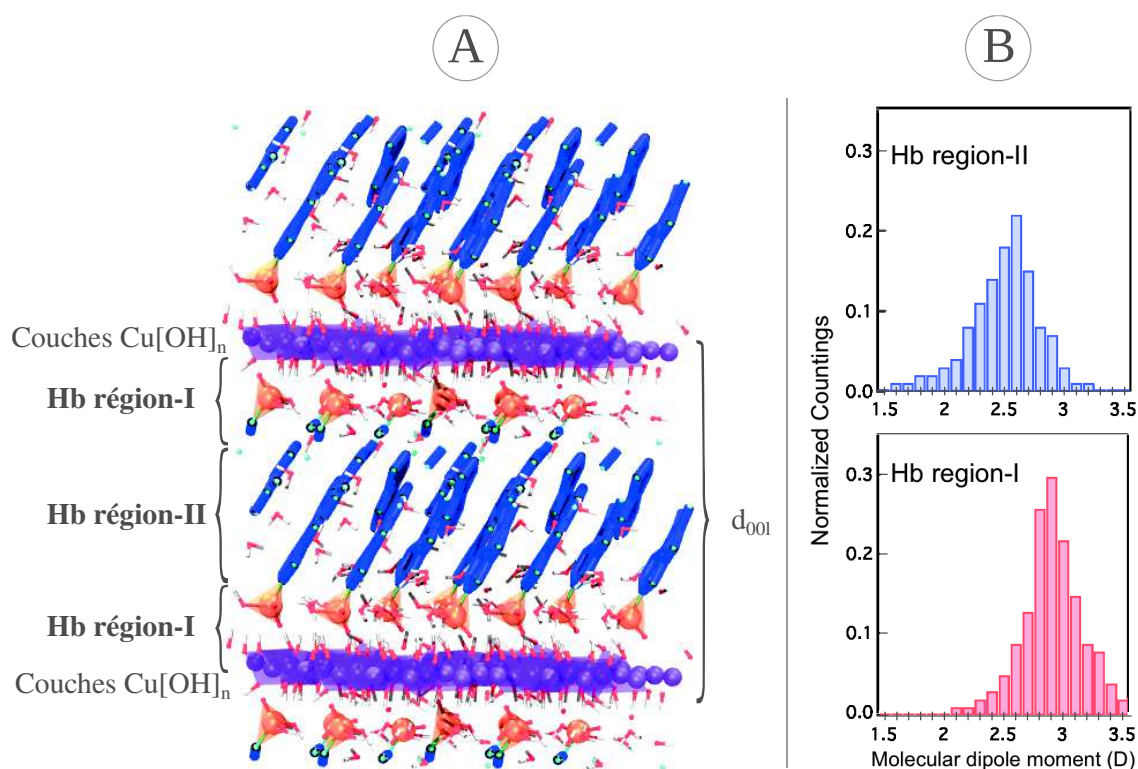 A
Couches Cu[OH]n
Hb région-I
Hb région-II
Hb région-I
Couches Cu[OH]n
d00l
B
Hb region-II
0.3
0.2
0.1
0.0
1.5 2 2.5 3 3.5
Normalized Countings
Hb region-I
0.3
0.2
0.1
0.0
1.5 2 2.5 3 3.5
Molecular dipole moment (D)